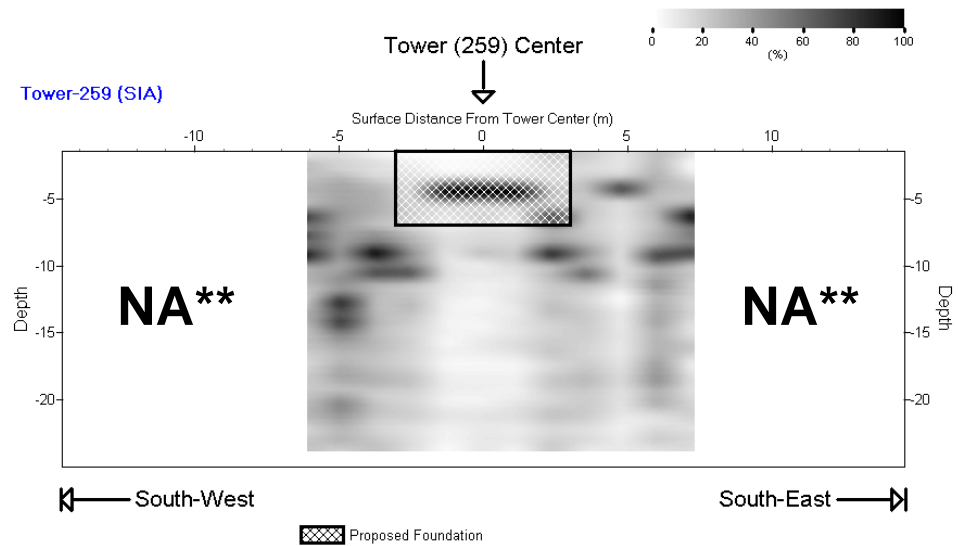 0 20 40 60 80 100
(%)
Tower (259) Center
Tower-259 (SIA)
Surface Distance From Tower Center (m)
-10 -5 0 5 10
-5 -5
-10 -10
NA** NA**
Depth Depth
-15 -15
-20 -20
South-West South-East
Proposed Foundation